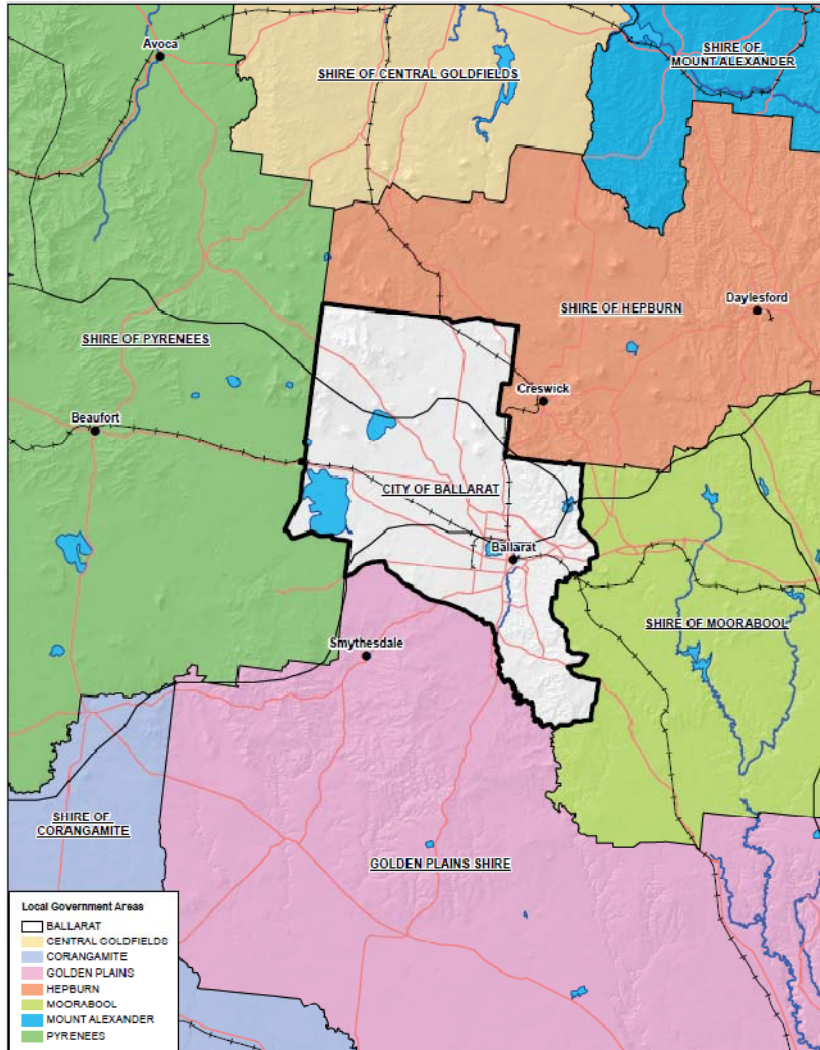 Avoca
SHIRE OF CENTRAL GOLDFIELDS
SHIRE OF
MOUNT ALEXANDER
SHIRE OF HEPBURN
Daylesford
SHIRE OF PYRENEES
Creswick
Beaufort
CITY OF BALLARAT
Ballarat
SHIRE OF MOORABOOL
Smythesdale
SHIRE OF
CORANGAMITE
GOLDEN PLAINS SHIRE
Local Government Areas
BALLARAT
CENTRAL GOLDFIELDS
CORANGAMITE
GOLDEN PLAINS
HEPBURN
MOORABOOL
MOUNT ALEXANDER
PYRENEES